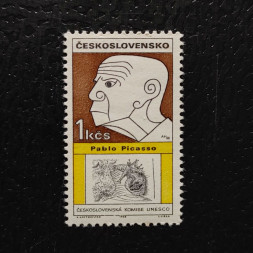 ČESKOSLOVENSKO
1kčs
Pablo Picasso
ČESKOSLOVENSKÁ KOMISE UNESCO